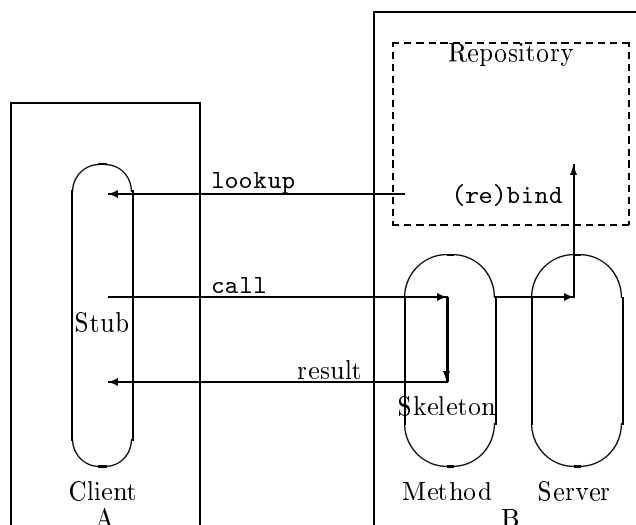 Repository
lookup
(re)bind
call
Stub
result
Skeleton
Client
Method
Server
A
B